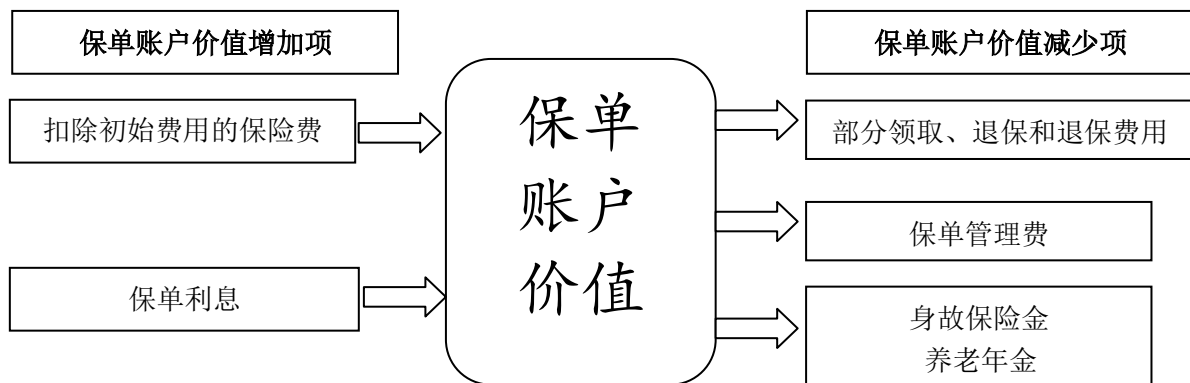 保单账户价值增加项
扣除初始费用的保险费
保单利息
保单
账户
价值
保单账户价值减少项
部分领取、退保和退保费用
保单管理费
身故保险金
养老年金